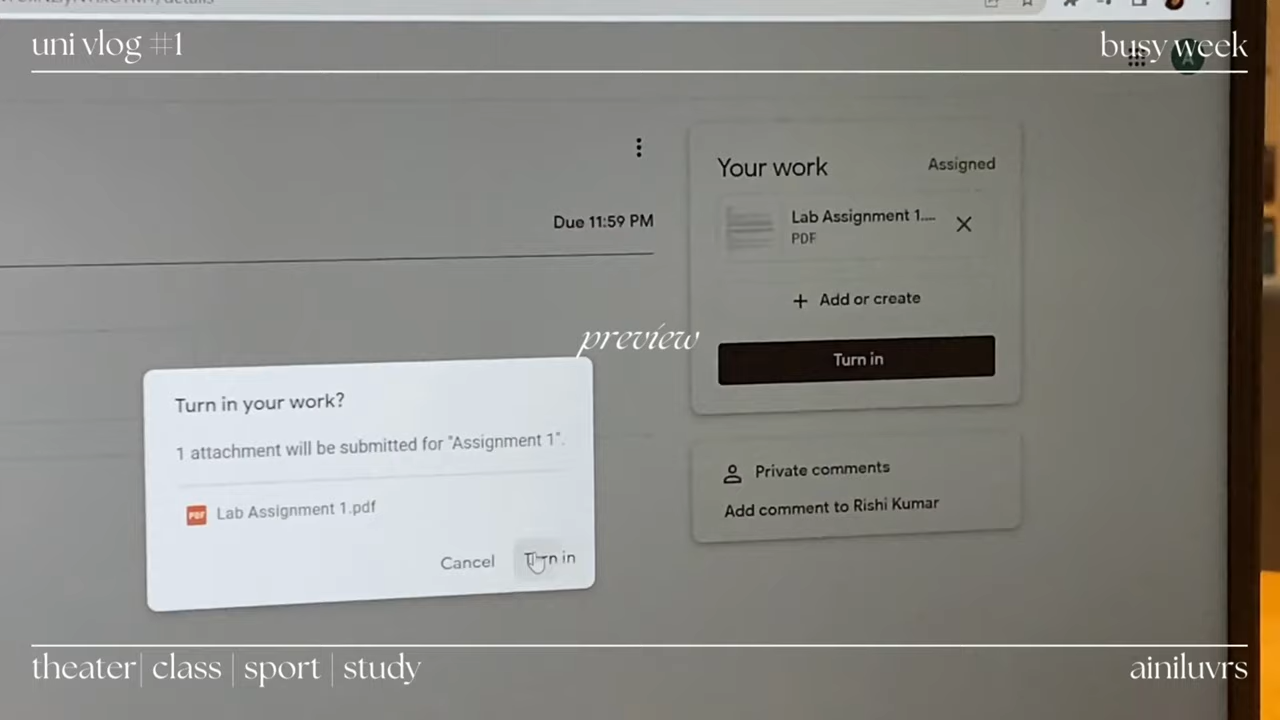 uni vlog #1
busy week
A
Your work
Assigned
Due 11:59 PM
Lab Assignment 1....
PDF
+ Add or create
preview
Turn in
Turn in your work?
1 attachment will be submitted for "Assignment 1".
PDF Lab Assignment 1.pdf
Cancel
Turn in
Private comments
Add comment to Rishi Kumar
theater| class | sport | study
ainiluvrs